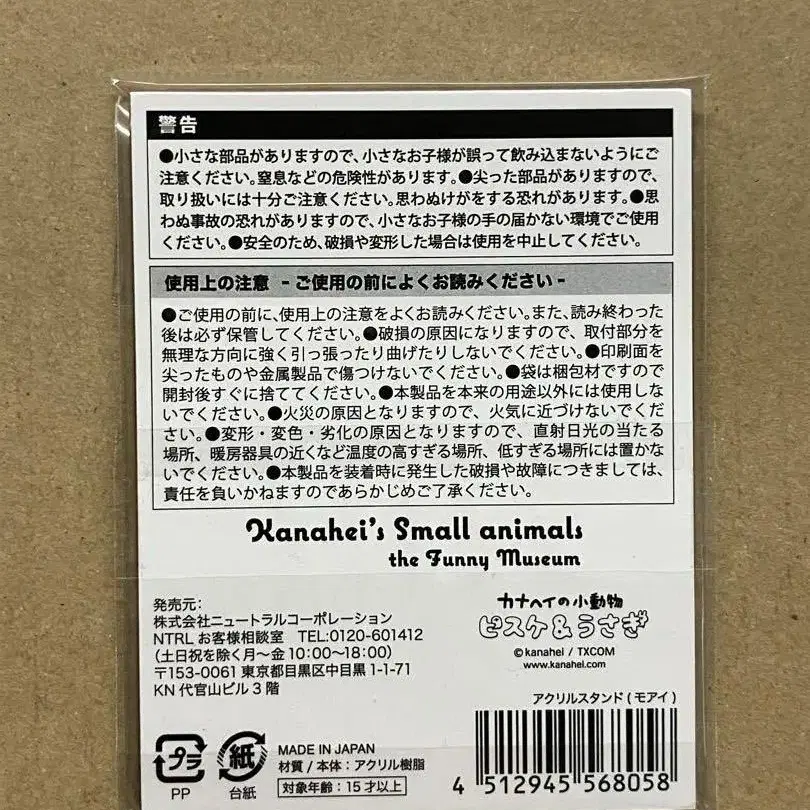 警告
●小さな部品がありますので、小さなお子様が誤って飲み込まないようにご
注意ください。窒息などの危険性があります。●尖った部品がありますので、
取り扱いには十分ご注意ください。思わぬけがをする恐れがあります。●思
わぬ事故の恐れがありますので、小さなお子様の手の届かない環境でご使用
ください。●安全のため、破損や変形した場合は使用を中止してください。
使用上の注意 - ご使用の前によくお読みください -
●ご使用の前に、使用上の注意をよくお読みください。また、読み終わった
後は必ず保管してください。●破損の原因になりますので、取付部分を
無理な方向に強く引っ張ったり曲げたりしないでください。●印刷面を
尖ったものや金属製品で傷つけないでください。●袋は梱包材ですので
開封後すぐに捨ててください。●本製品を本来の用途以外には使用しな
いでください。●火災の原因となりますので、火気に近づけないでくだ
さい。●変形・変色・劣化の原因となりますので、直射日光の当たる
場所、暖房器具の近くなど温度の高すぎる場所、低すぎる場所には置かな
いでください。●本製品を装着時に発生した破損や故障につきましては、
責任を負いかねますのであらかじめご了承ください。
Kanahei's Small animals
the Funny Museum
発売元:
株式会社ニュートラルコーポレーション
NTRL お客様相談室 TEL:0120-601412
(土日祝を除く月〜金 10:00〜18:00)
〒153-0061 東京都目黒区中目黒 1-1-71
KN 代官山ビル 3 階
カナヘイの小動物
ピスケ&うさぎ
©kanahei / TXCOM
www.kanahei.com
アクリルスタンド ( モアイ )
プラ
PP
紙
台紙
MADE IN JAPAN
材質 / 本体: アクリル樹脂
対象年齢: 15 才以上
4 512945 568058